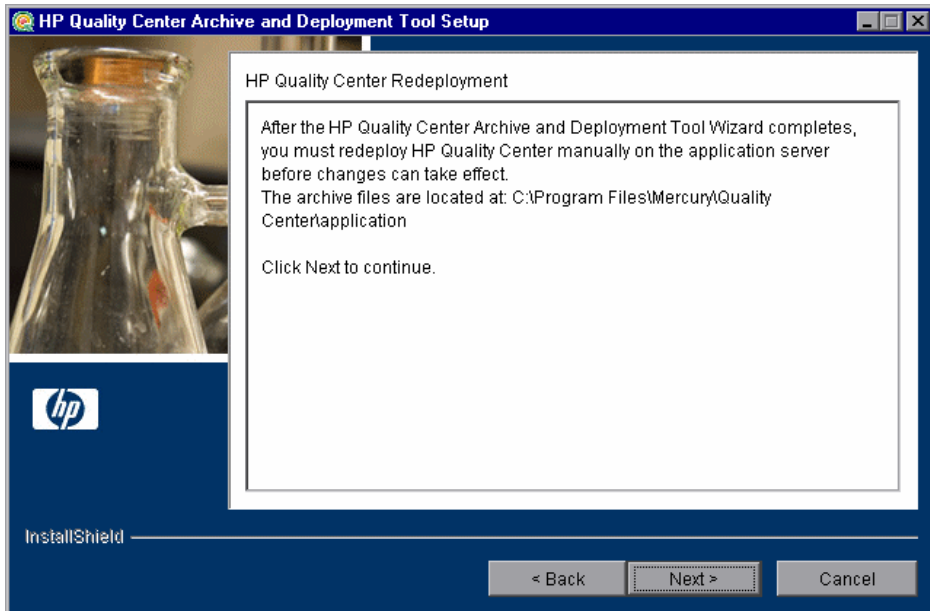 HP Quality Center Archive and Deployment Tool Setup
HP Quality Center Redeployment
After the HP Quality Center Archive and Deployment Tool Wizard completes,
you must redeploy HP Quality Center manually on the application server
before changes can take effect.
The archive files are located at: C:\Program Files\Mercury\Quality
Center\application
Click Next to continue.
hp
InstallShield
< Back
Next >
Cancel